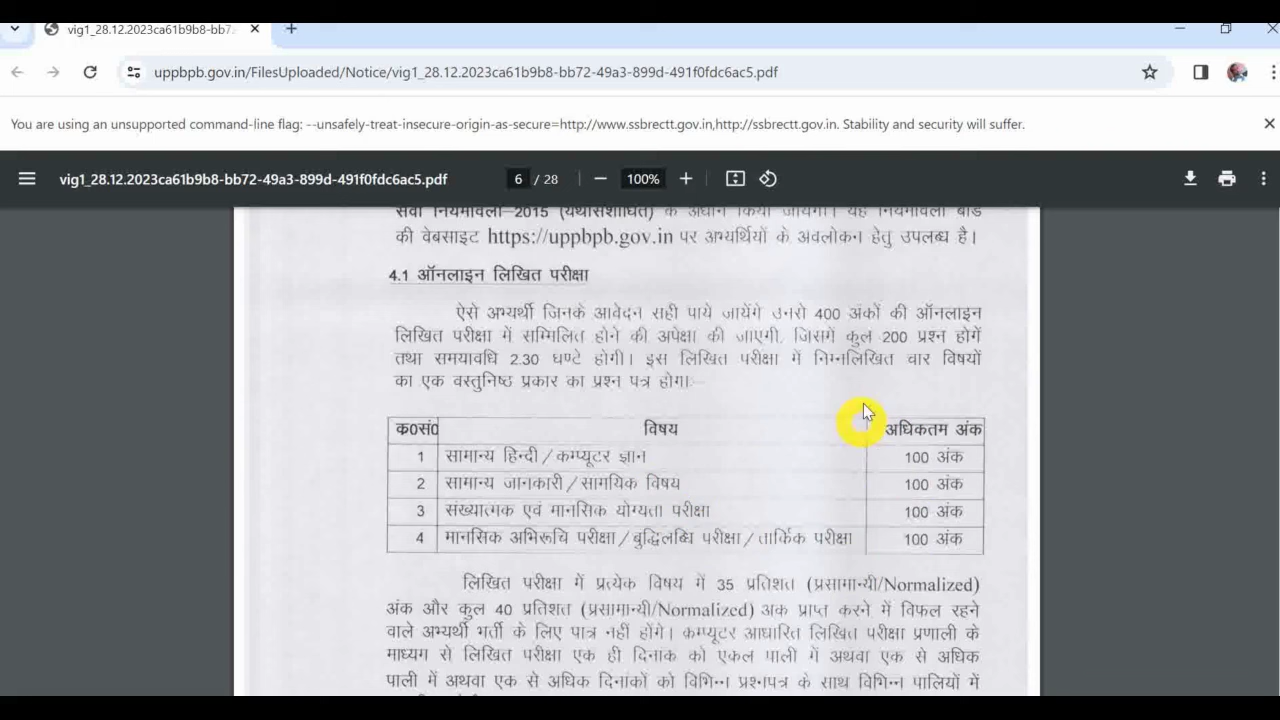 vig1_28.12.2023ca61b9b8-bb72
uppbpb.gov.in/FilesUploaded/Notice/vig1_28.12.2023ca61b9b8-bb72-49a3-899d-491f0fdc6ac5.pdf
You are using an unsupported command-line flag: --unsafely-treat-insecure-origin-as-secure=http://www.ssbrectt.gov.in,http://ssbrectt.gov.in. Stability and security will suffer.
vig1_28.12.2023ca61b9b8-bb72-49a3-899d-491f0fdc6ac5.pdf 6 / 28 100%
सेवा नियमावली-2015 (यथासंशोधित) के अधीन किया जायेगा। यह नियमावली बोर्ड
की वेबसाइट https://uppbpb.gov.in पर अभ्यर्थियों के अवलोकन हेतु उपलब्ध है।
4.1 ऑनलाइन लिखित परीक्षा
ऐसे अभ्यर्थी जिनके आवेदन सही पाये जायेंगे उनसे 400 अंकों की ऑनलाइन
लिखित परीक्षा में सम्मिलित होने की अपेक्षा की जाएगी, जिसमें कुल 200 प्रश्न होगें
तथा समयावधि 2.30 घण्टे होगी। इस लिखित परीक्षा में निम्नलिखित चार विषयों
का एक वस्तुनिष्ठ प्रकार का प्रश्न पत्र होगाः–
क0सं0 विषय अधिकतम अंक
1 सामान्य हिन्दी/कम्प्यूटर ज्ञान 100 अंक
2 सामान्य जानकारी/सामयिक विषय 100 अंक
3 संख्यात्मक एवं मानसिक योग्यता परीक्षा 100 अंक
4 मानसिक अभिरूचि परीक्षा/बुद्धिलब्धि परीक्षा/तार्किक परीक्षा 100 अंक
लिखित परीक्षा में प्रत्येक विषय में 35 प्रतिशत (प्रसामान्यी/Normalized)
अंक और कुल 40 प्रतिशत (प्रसामान्यी/Normalized) अंक प्राप्त करने में विफल रहने
वाले अभ्यर्थी भर्ती के लिए पात्र नहीं होंगे। कम्प्यूटर आधारित लिखित परीक्षा प्रणाली के
माध्यम से लिखित परीक्षा एक ही दिनांक को एकल पाली में अथवा एक से अधिक
पाली में अथवा एक से अधिक दिनांकों को विभिन्न प्रश्नपत्र के साथ विभिन्न पालियों में